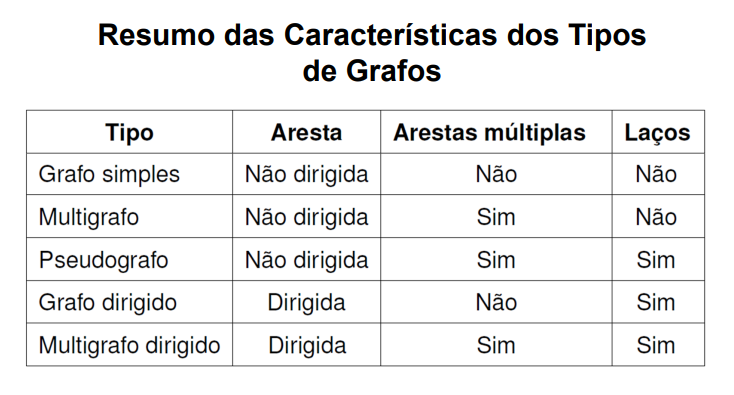 Resumo das Características dos Tipos
de Grafos
Tipo Aresta Arestas múltiplas Laços
Grafo simples Não dirigida Não Não
Multigrafo Não dirigida Sim Não
Pseudografo Não dirigida Sim Sim
Grafo dirigido Dirigida Não Sim
Multigrafo dirigido Dirigida Sim Sim